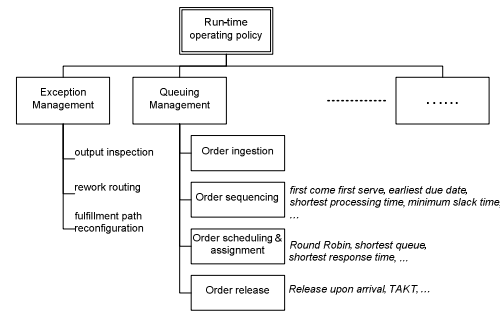 Run-time
operating policy
Exception
Management
Queuing
Management
……
output inspection
rework routing
fulfillment path
reconfiguration
Order ingestion
Order sequencing
first come first serve, earliest due date,
shortest processing time, minimum slack time,
…
Order scheduling &
assignment
Round Robin, shortest queue,
shortest response time, …
Order release
Release upon arrival, TAKT, …